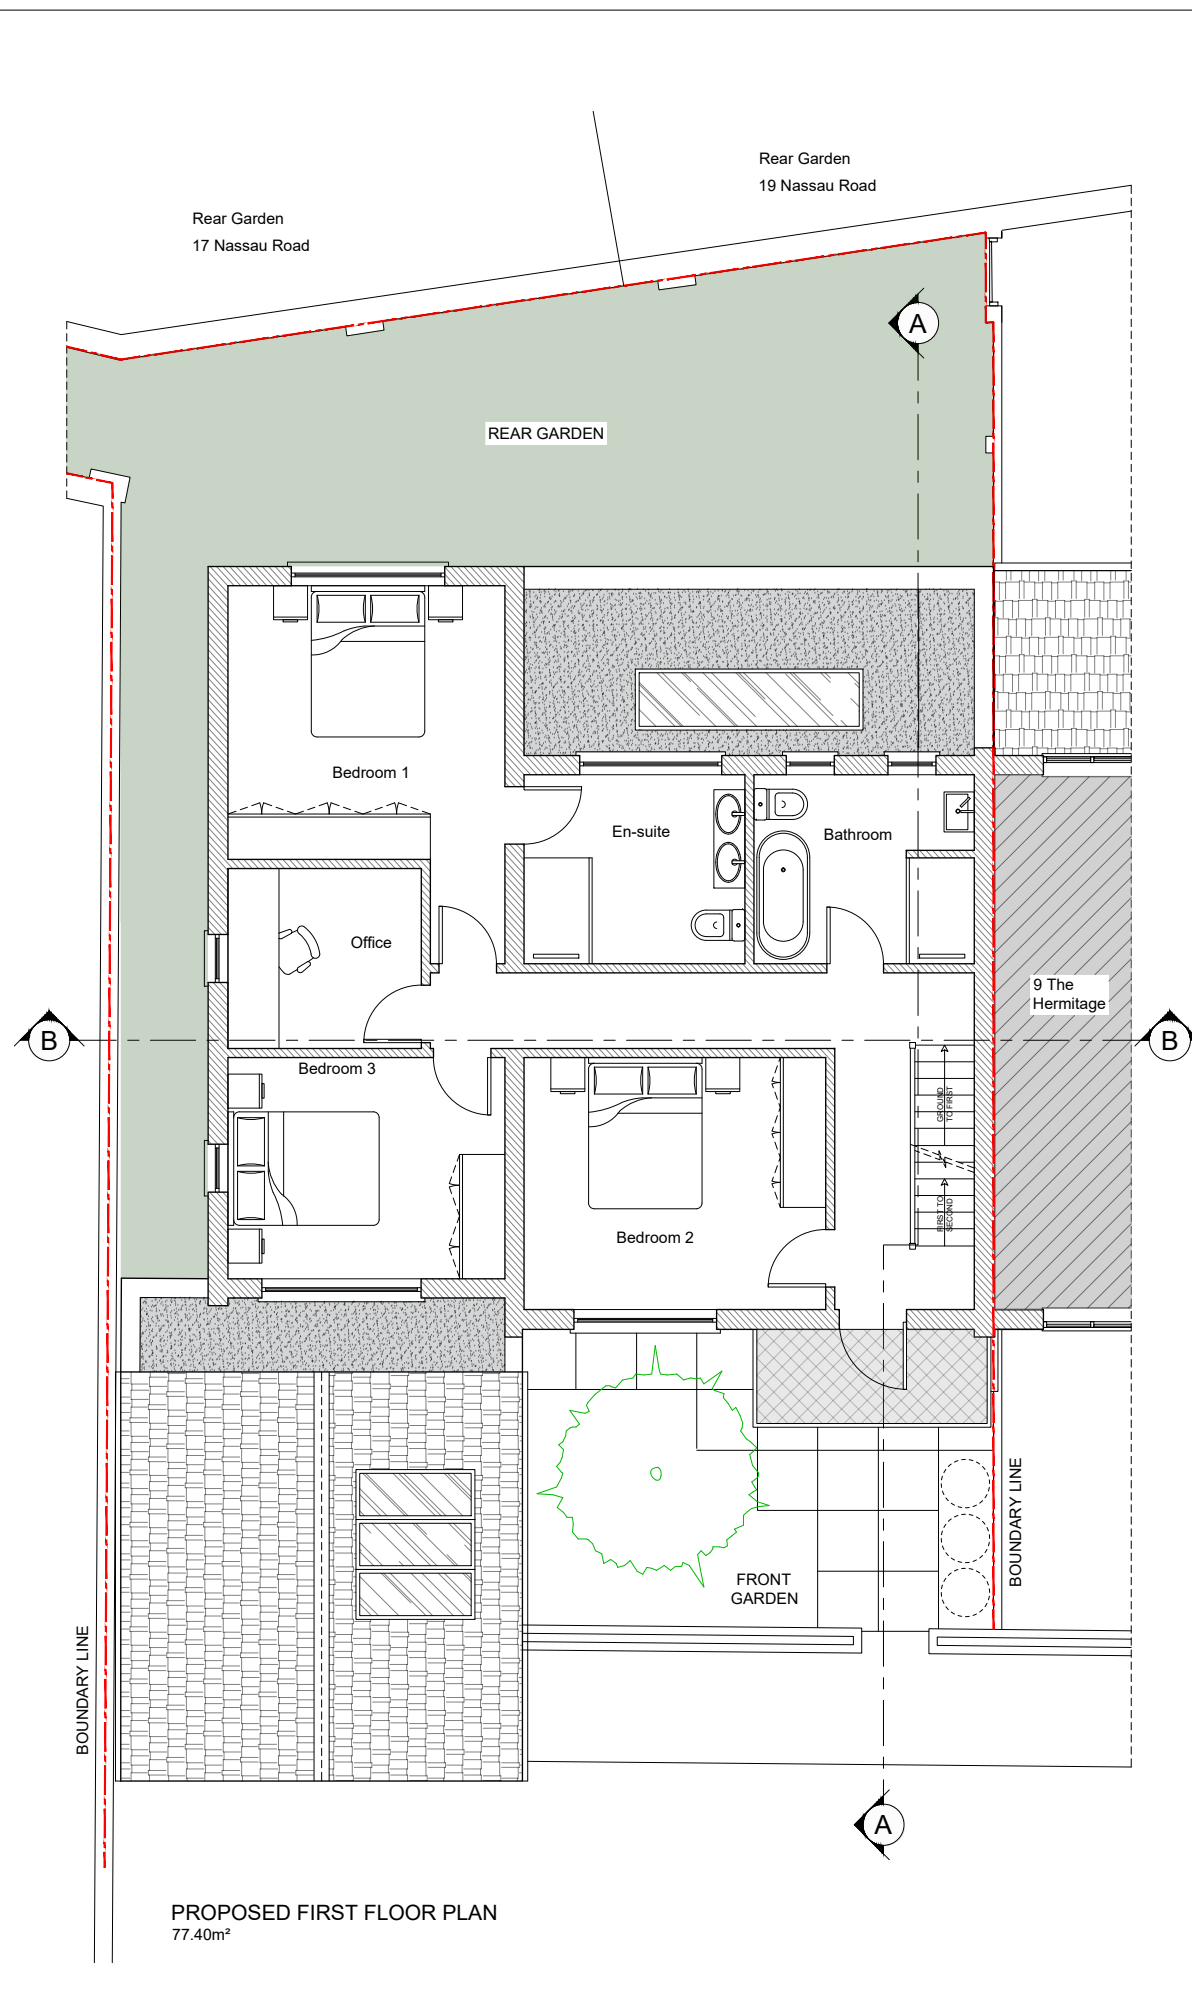 Rear Garden
19 Nassau Road
Rear Garden
17 Nassau Road
A
REAR GARDEN
Bedroom 1
En-suite
Bathroom
Office
9 The
Hermitage
B
B
Bedroom 3
GROUND
TO FIRST
FIRST TO
SECOND
Bedroom 2
BOUNDARY LINE
FRONT
GARDEN
BOUNDARY LINE
A
PROPOSED FIRST FLOOR PLAN
77.40m²